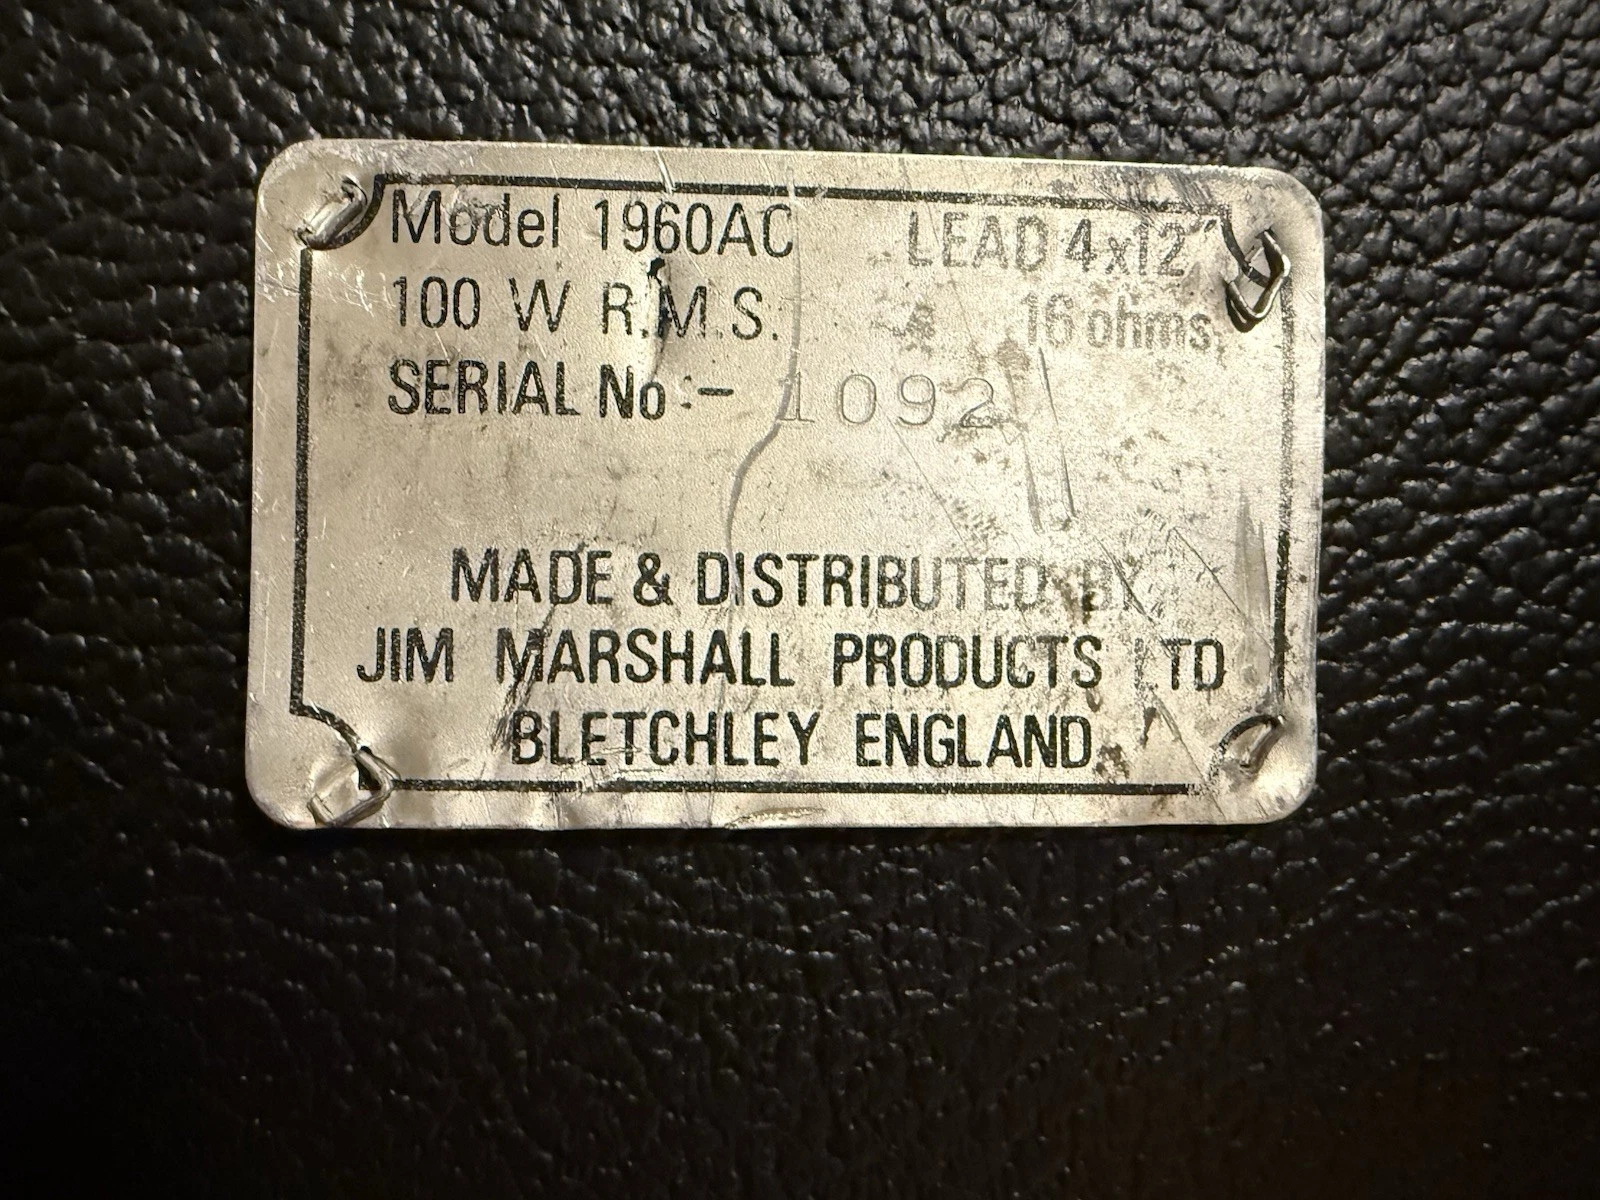 Model 1960AC LEAD 4x12"
100 W R.M.S. 16 ohms
SERIAL No :- 1092
MADE & DISTRIBUTED BY
JIM MARSHALL PRODUCTS LTD
BLETCHLEY ENGLAND